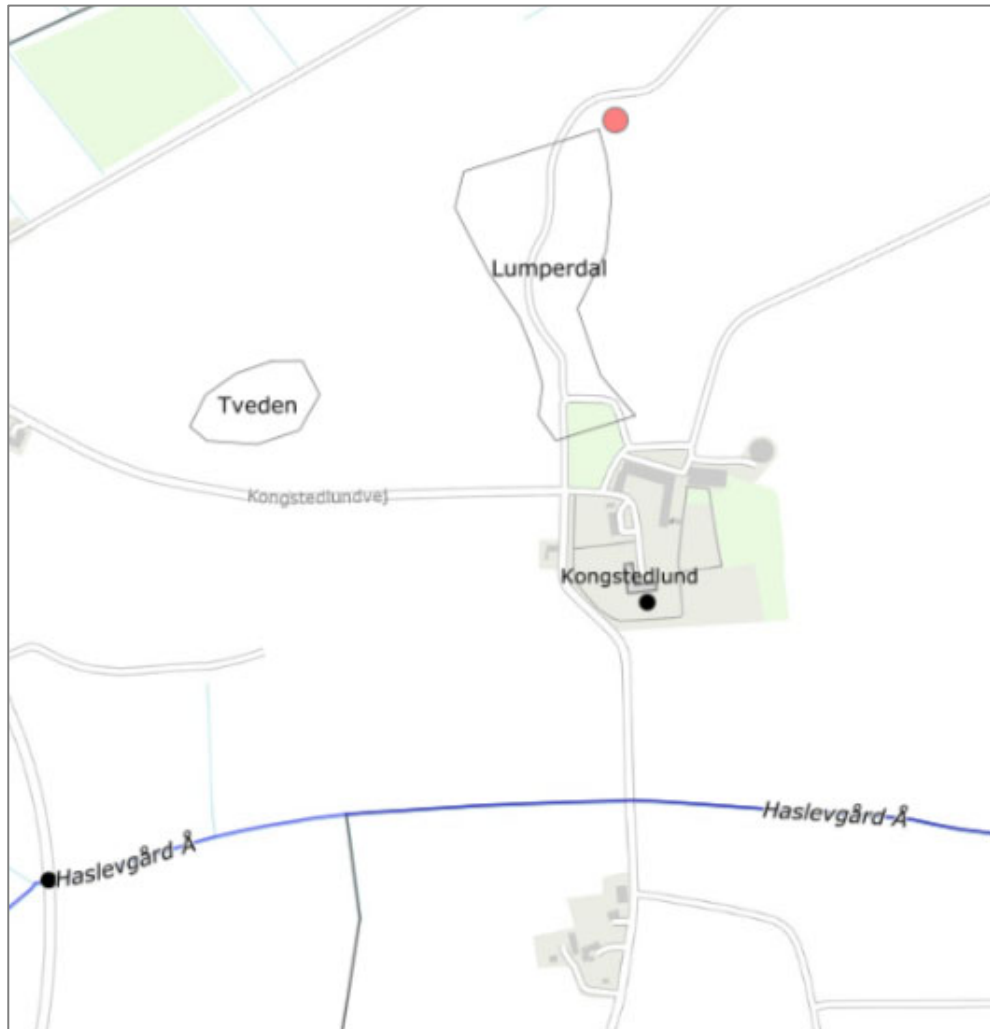 Lumperdal
Tveden
Kongstedlundvej
Kongstedlund
Haslevgård Å
Haslevgård Å